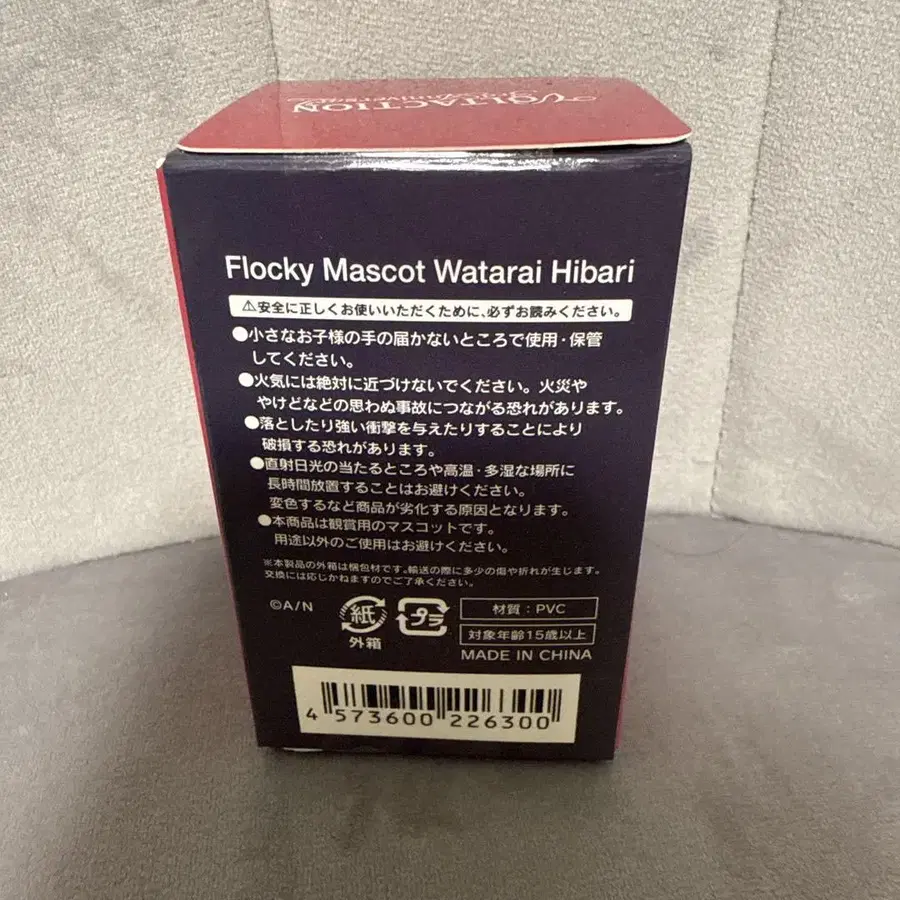 VOLTACTION
Flocky Mascot Watarai Hibari
⚠安全に正しくお使いいただくために、必ずお読みください。
●小さなお子様の手の届かないところで使用・保管
してください。
●火気には絶対に近づけないでください。火災や
やけどなどの思わぬ事故につながる恐れがあります。
●落としたり強い衝撃を与えたりすることにより
破損する恐れがあります。
●直射日光の当たるところや高温・多湿な場所に
長時間放置することはお避けください。
変色するなど商品が劣化する原因となります。
●本商品は観賞用のマスコットです。
用途以外のご使用はお避けください。
※本製品の外箱は梱包材です。輸送の際に多少の傷や折れが生じます。
交換には応じかねますのでご了承ください。
©A/N
紙
外箱
プラ
材質：PVC
対象年齢15歳以上
MADE IN CHINA
4 573600 226300